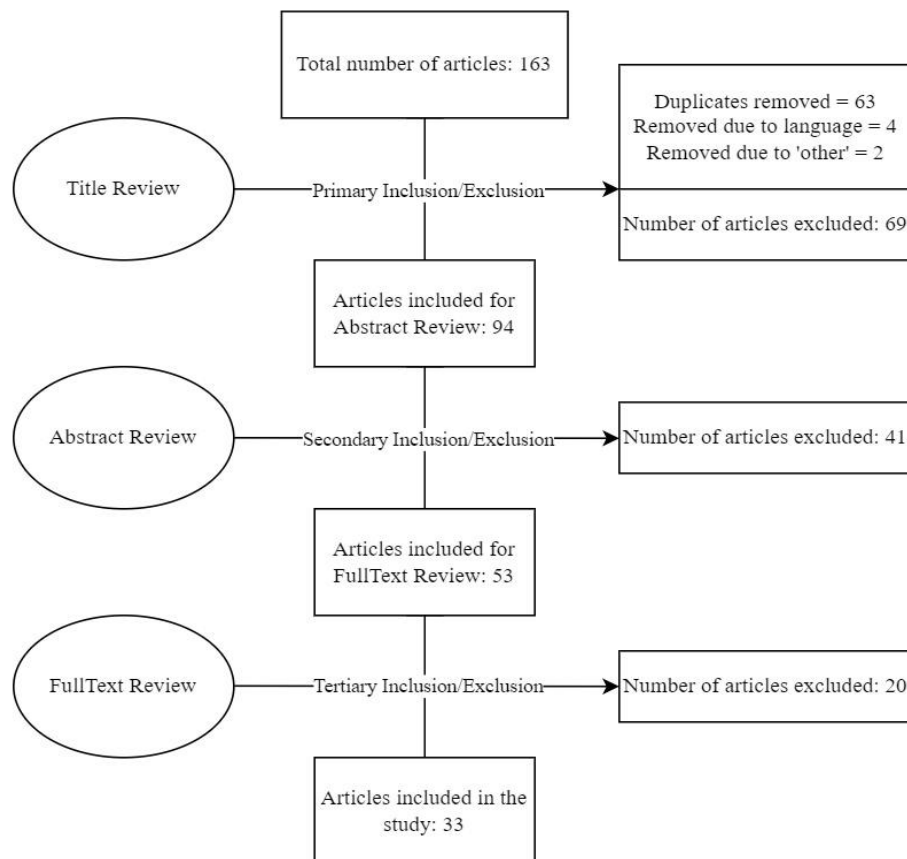 Total number of articles: 163
Duplicates removed = 63
Removed due to language = 4
Removed due to 'other' = 2
Title Review
Primary Inclusion/Exclusion
Number of articles excluded: 69
Articles included for
Abstract Review: 94
Abstract Review
Secondary Inclusion/Exclusion
Number of articles excluded: 41
Articles included for
FullText Review: 53
FullText Review
Tertiary Inclusion/Exclusion
Number of articles excluded: 20
Articles included in the
study: 33